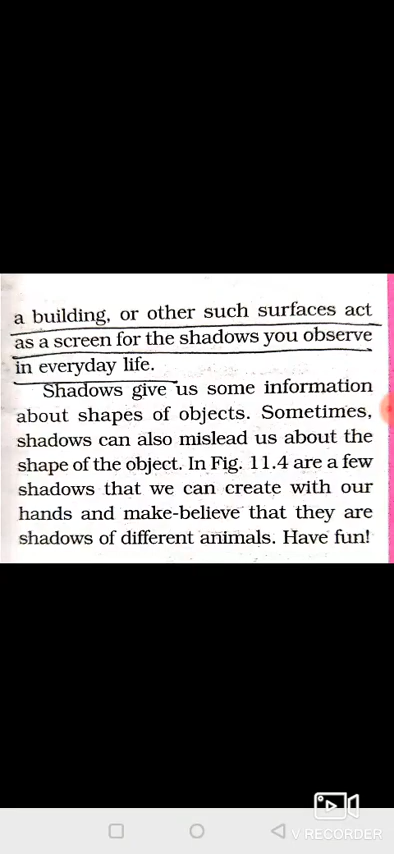 a building, or other such surfaces act
as a screen for the shadows you observe
in everyday life.
Shadows give us some information
about shapes of objects. Sometimes,
shadows can also mislead us about the
shape of the object. In Fig. 11.4 are a few
shadows that we can create with our
hands and make-believe that they are
shadows of different animals. Have fun!
V RECORDER